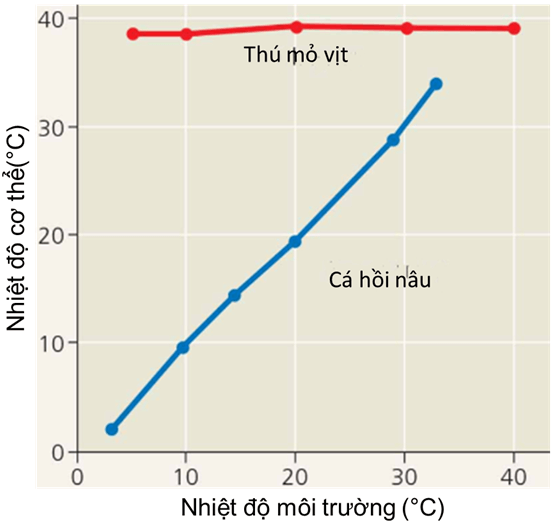 Nhiệt độ cơ thể(°C)
40
30
20
10
0
Thú mỏ vịt
Cá hồi nâu
0 10 20 30 40
Nhiệt độ môi trường (°C)